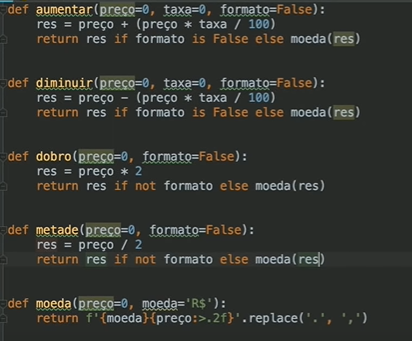 def aumentar(preço=0, taxa=0, formato=False):
    res = preço + (preço * taxa / 100)
    return res if formato is False else moeda(res)
def diminuir(preço=0, taxa=0, formato=False):
    res = preço - (preço * taxa / 100)
    return res if formato is False else moeda(res)
def dobro(preço=0, formato=False):
    res = preço * 2
    return res if not formato else moeda(res)
def metade(preço=0, formato=False):
    res = preço / 2
    return res if not formato else moeda(res)
def moeda(preço=0, moeda='R$'):
    return f'{moeda}{preço:>.2f}'.replace('.', ',')